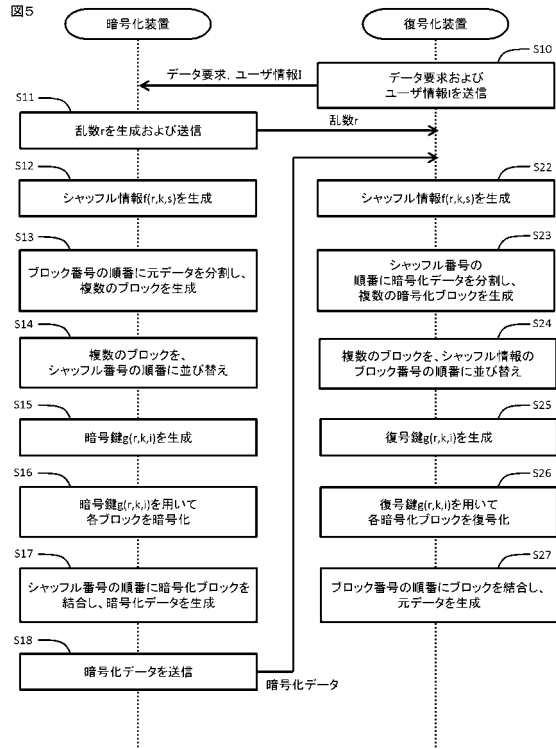 図5
暗号化装置
復号化装置
S10
データ要求および
ユーザ情報Iを送信
データ要求、ユーザ情報I
S11
乱数rを生成および送信
乱数r
S12
シャッフル情報f(r,k,s)を生成
S22
シャッフル情報f(r,k,s)を生成
S13
ブロック番号の順番に元データを分割し、
複数のブロックを生成
S23
シャッフル番号の
順番に暗号化データを分割し、
複数の暗号化ブロックを生成
S14
複数のブロックを、
シャッフル番号の順番に並び替え
S24
複数のブロックを、シャッフル情報の
ブロック番号の順番に並び替え
S15
暗号鍵g(r,k,i)を生成
S25
復号鍵g(r,k,i)を生成
S16
暗号鍵g(r,k,i)を用いて
各ブロックを暗号化
S26
復号鍵g(r,k,i)を用いて
各暗号化ブロックを復号化
S17
シャッフル番号の順番に暗号化ブロックを
結合し、暗号化データを生成
S27
ブロック番号の順番にブロックを結合し、
元データを生成
S18
暗号化データを送信
暗号化データ